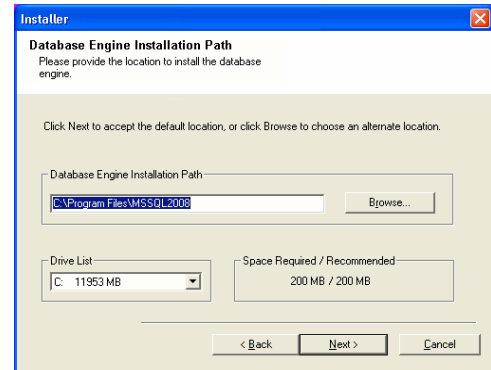 Installer
Database Engine Installation Path
Please provide the location to install the database
engine.
Click Next to accept the default location, or click Browse to choose an alternate location.
Database Engine Installation Path
C:\Program Files\MSSQL2008
Browse...
Drive List
C: 11953 MB
Space Required / Recommended
200 MB / 200 MB
< Back
Next >
Cancel